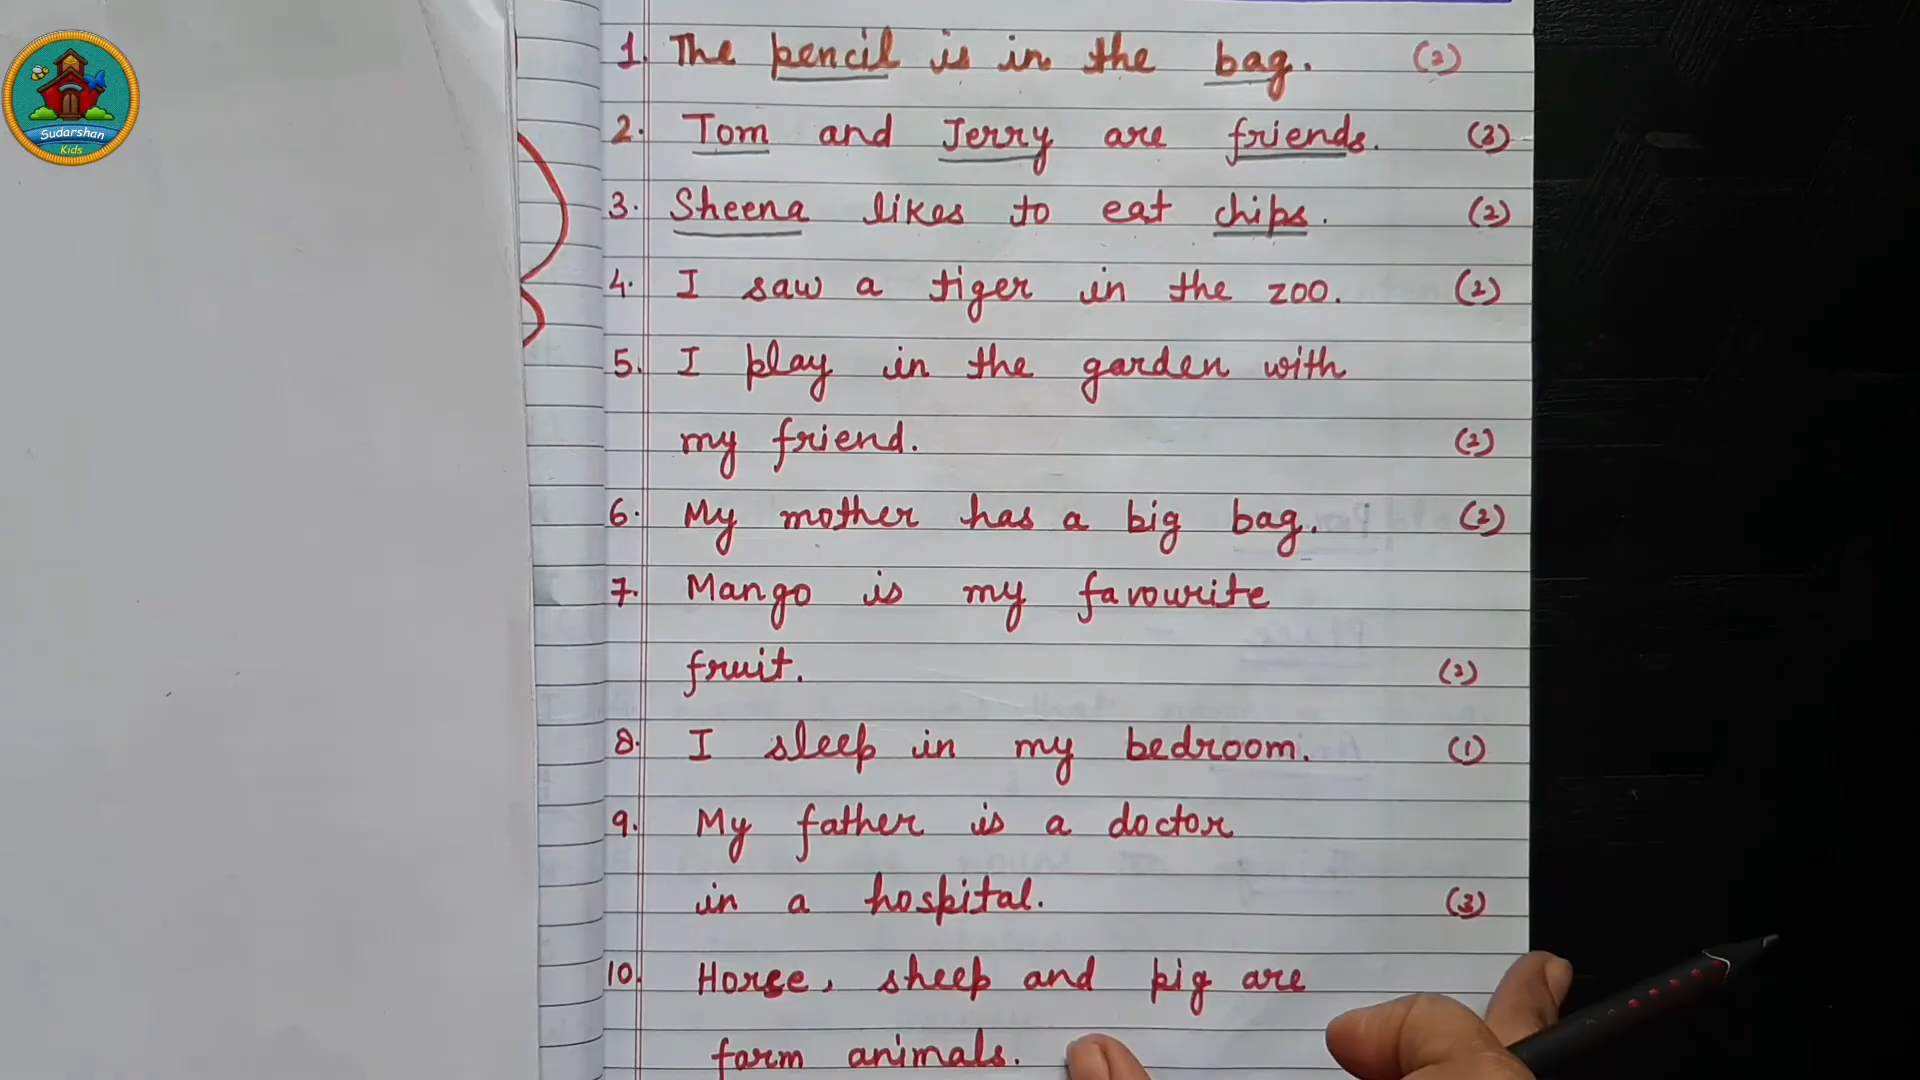 Sudarshan
Kids
1. The pencil is in the bag. (2)
2. Tom and Jerry are friends. (3)
3. Sheena likes to eat chips. (2)
4. I saw a tiger in the zoo. (2)
5. I play in the garden with
my friend. (2)
6. My mother has a big bag. (2)
7. Mango is my favourite
fruit. (2)
8. I sleep in my bedroom. (1)
9. My father is a doctor
in a hospital. (3)
10. Horse, sheep and pig are
farm animals.